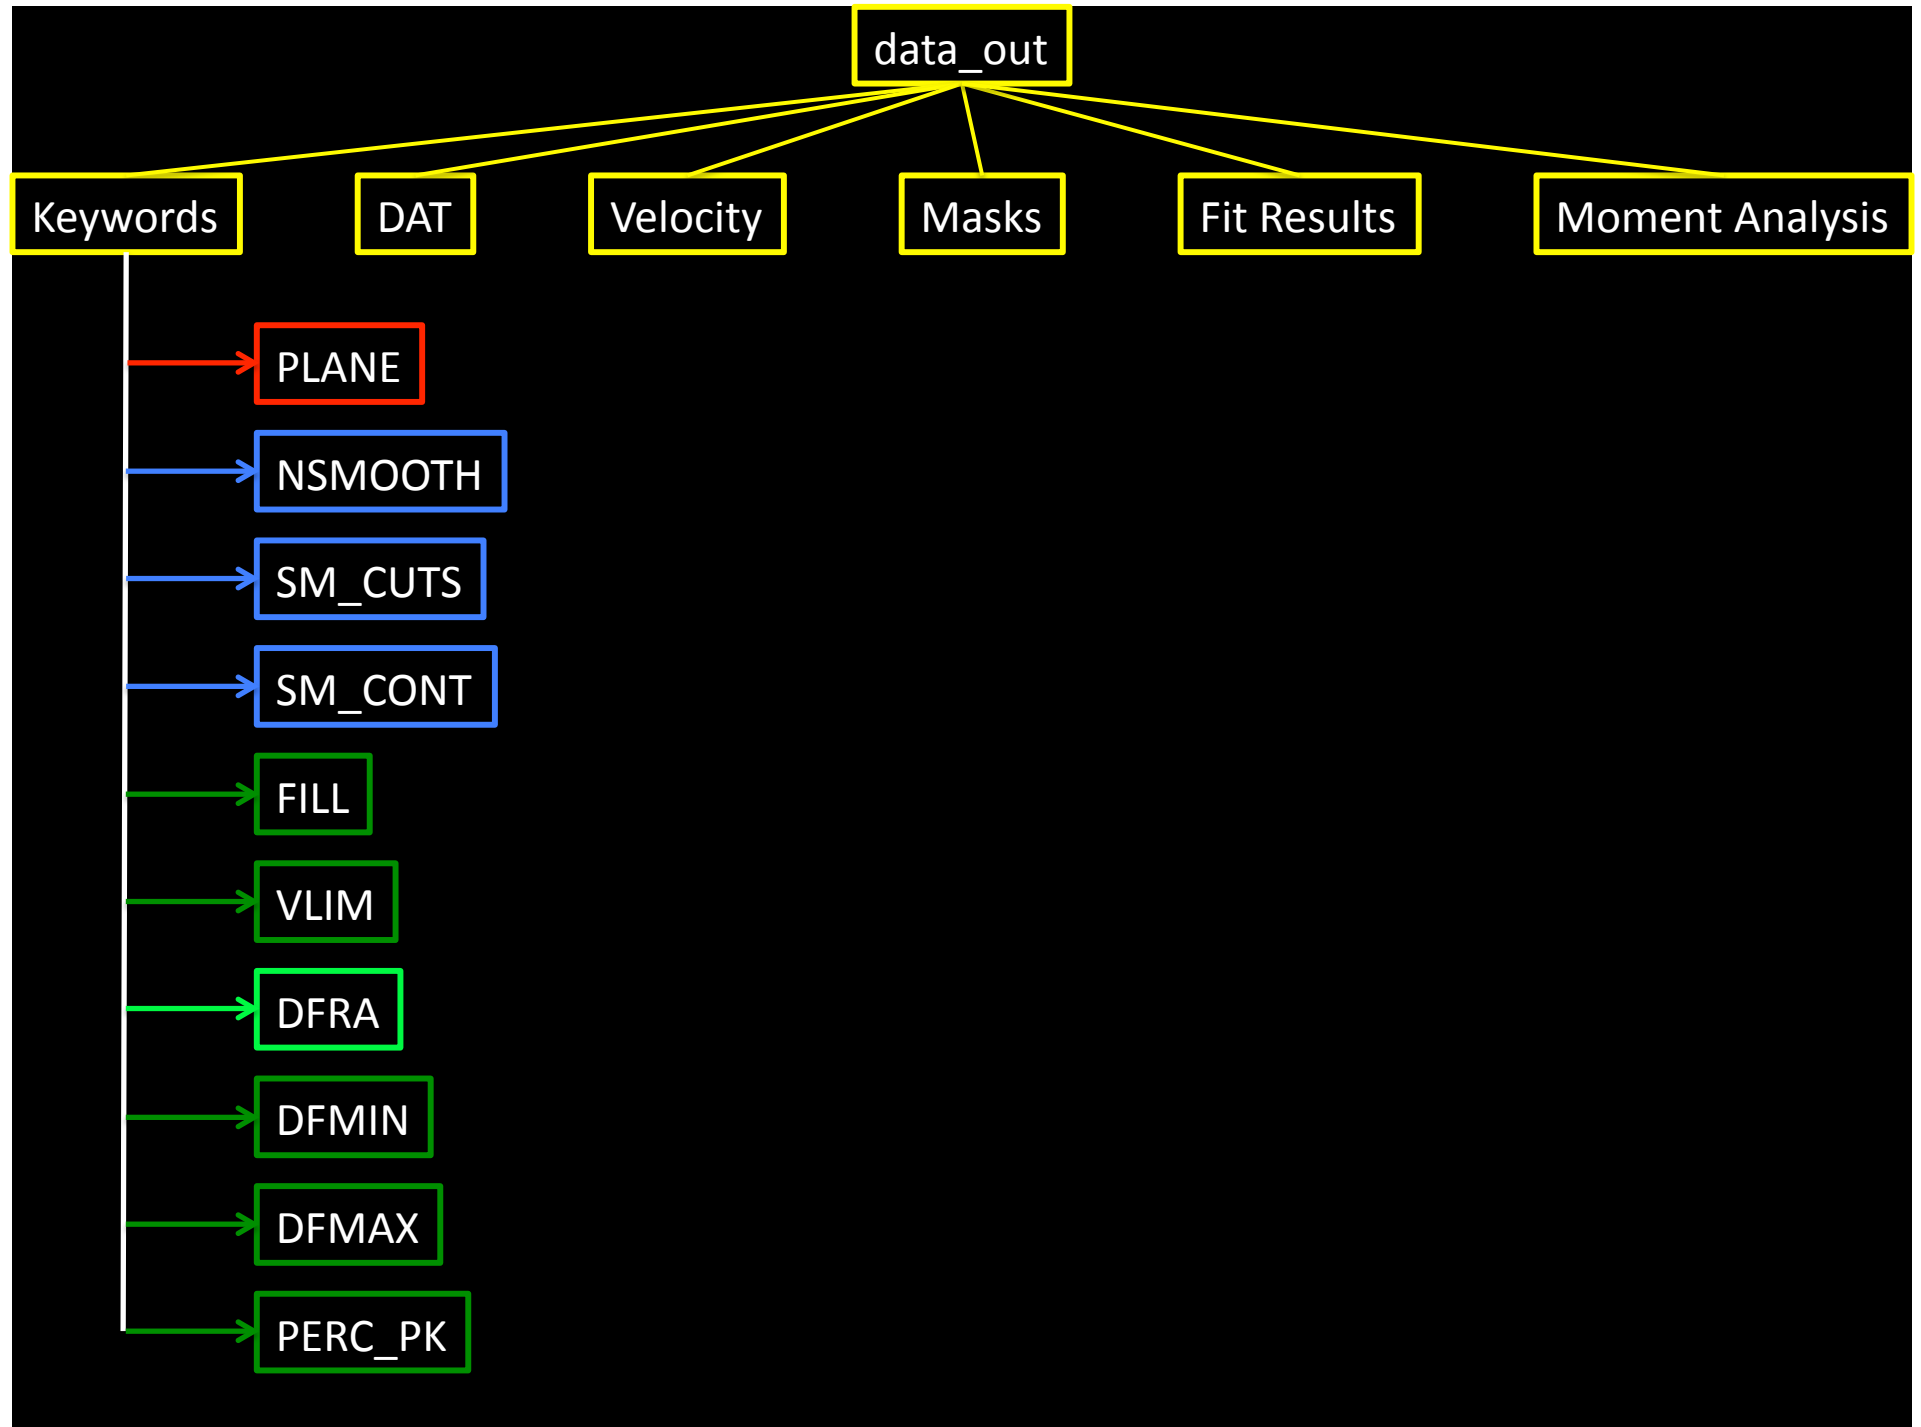 data_out
Keywords
DAT
Velocity
Masks
Fit Results
Moment Analysis
PLANE
NSMOOTH
SM_CUTS
SM_CONT
FILL
VLIM
DFRA
DFMIN
DFMAX
PERC_PK